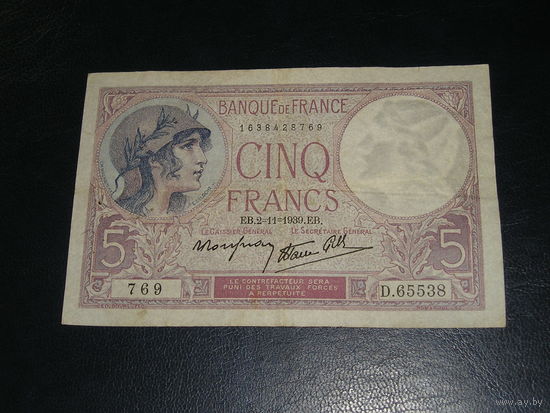 BANQUE DE FRANCE
1638428769
CINQ
FRANCS
EB.2-11=1939.EB.
LE CAISSIER GÉNÉRAL LE SECRÉTAIRE GÉNÉRAL
5 5
769 D.65538
LE CONTREFACTEUR SERA
PUNI DES TRAVAUX FORCÉS
A PERPÉTUITÉ
www.ay.by